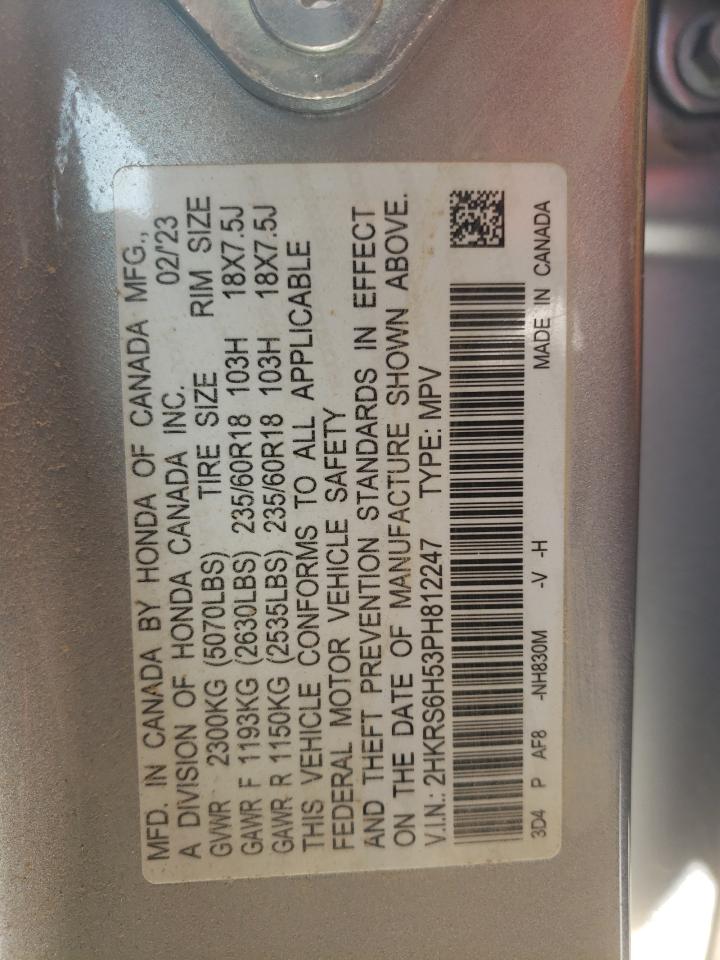 MFD. IN CANADA BY HONDA OF CANADA MFG.,
A DIVISION OF HONDA CANADA INC. 02/'23
GVWR 2300KG (5070LBS) TIRE SIZE RIM SIZE
GAWR F 1193KG (2630LBS) 235/60R18 103H 18X7.5J
GAWR R 1150KG (2535LBS) 235/60R18 103H 18X7.5J
THIS VEHICLE CONFORMS TO ALL APPLICABLE
FEDERAL MOTOR VEHICLE SAFETY
AND THEFT PREVENTION STANDARDS IN EFFECT
ON THE DATE OF MANUFACTURE SHOWN ABOVE.
V.I.N.: 2HKRS6H53PH812247 TYPE: MPV
3D4 P AF8 -NH830M -V -H MADE IN CANADA